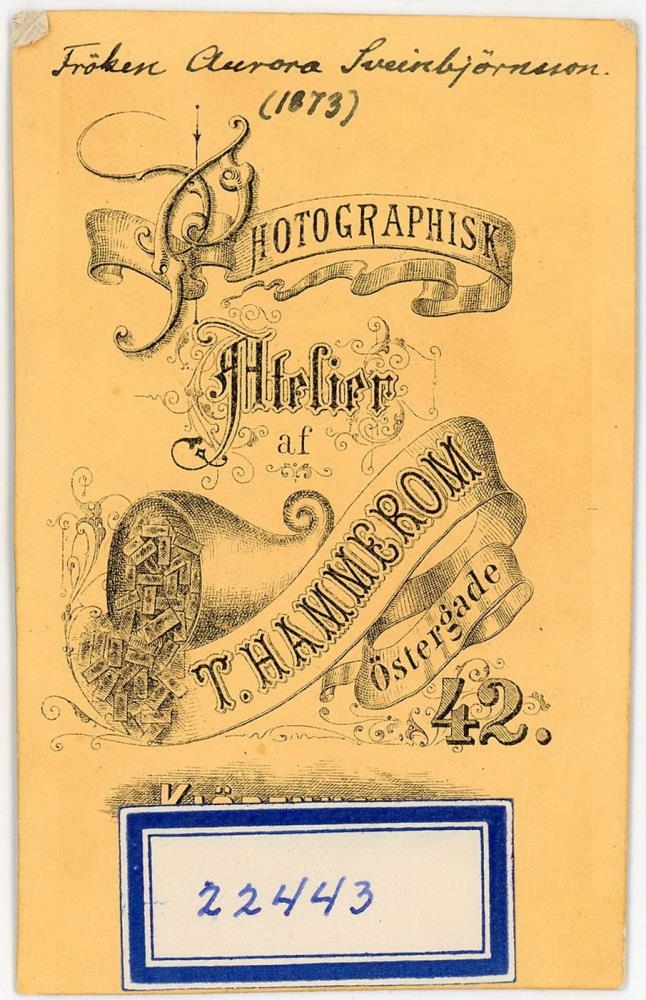 Fröken Aurora Sveinbjörnsson.
(1873)
PHOTOGRAPHISK
Atelier
af
T. HAMMEROM
Östergade
42.
22443